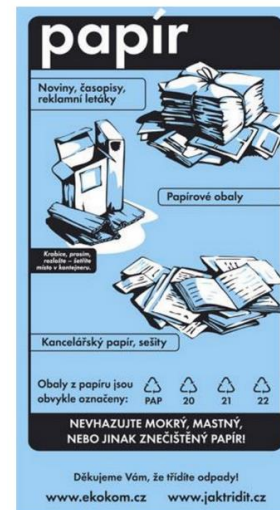 papír
Noviny, časopisy,
reklamní letáky
Papírové obaly
Krabice, prosím,
rozložte – šetříte
místo v kontejneru.
Kancelářský papír, sešity
Obaly z papíru jsou
obvykle označeny:
PAP 20 21 22
NEVHAZUJTE MOKRÝ, MASTNÝ,
NEBO JINAK ZNEČIŠTĚNÝ PAPÍR!
Děkujeme Vám, že třídíte odpady!
www.ekokom.cz www.jaktridit.cz